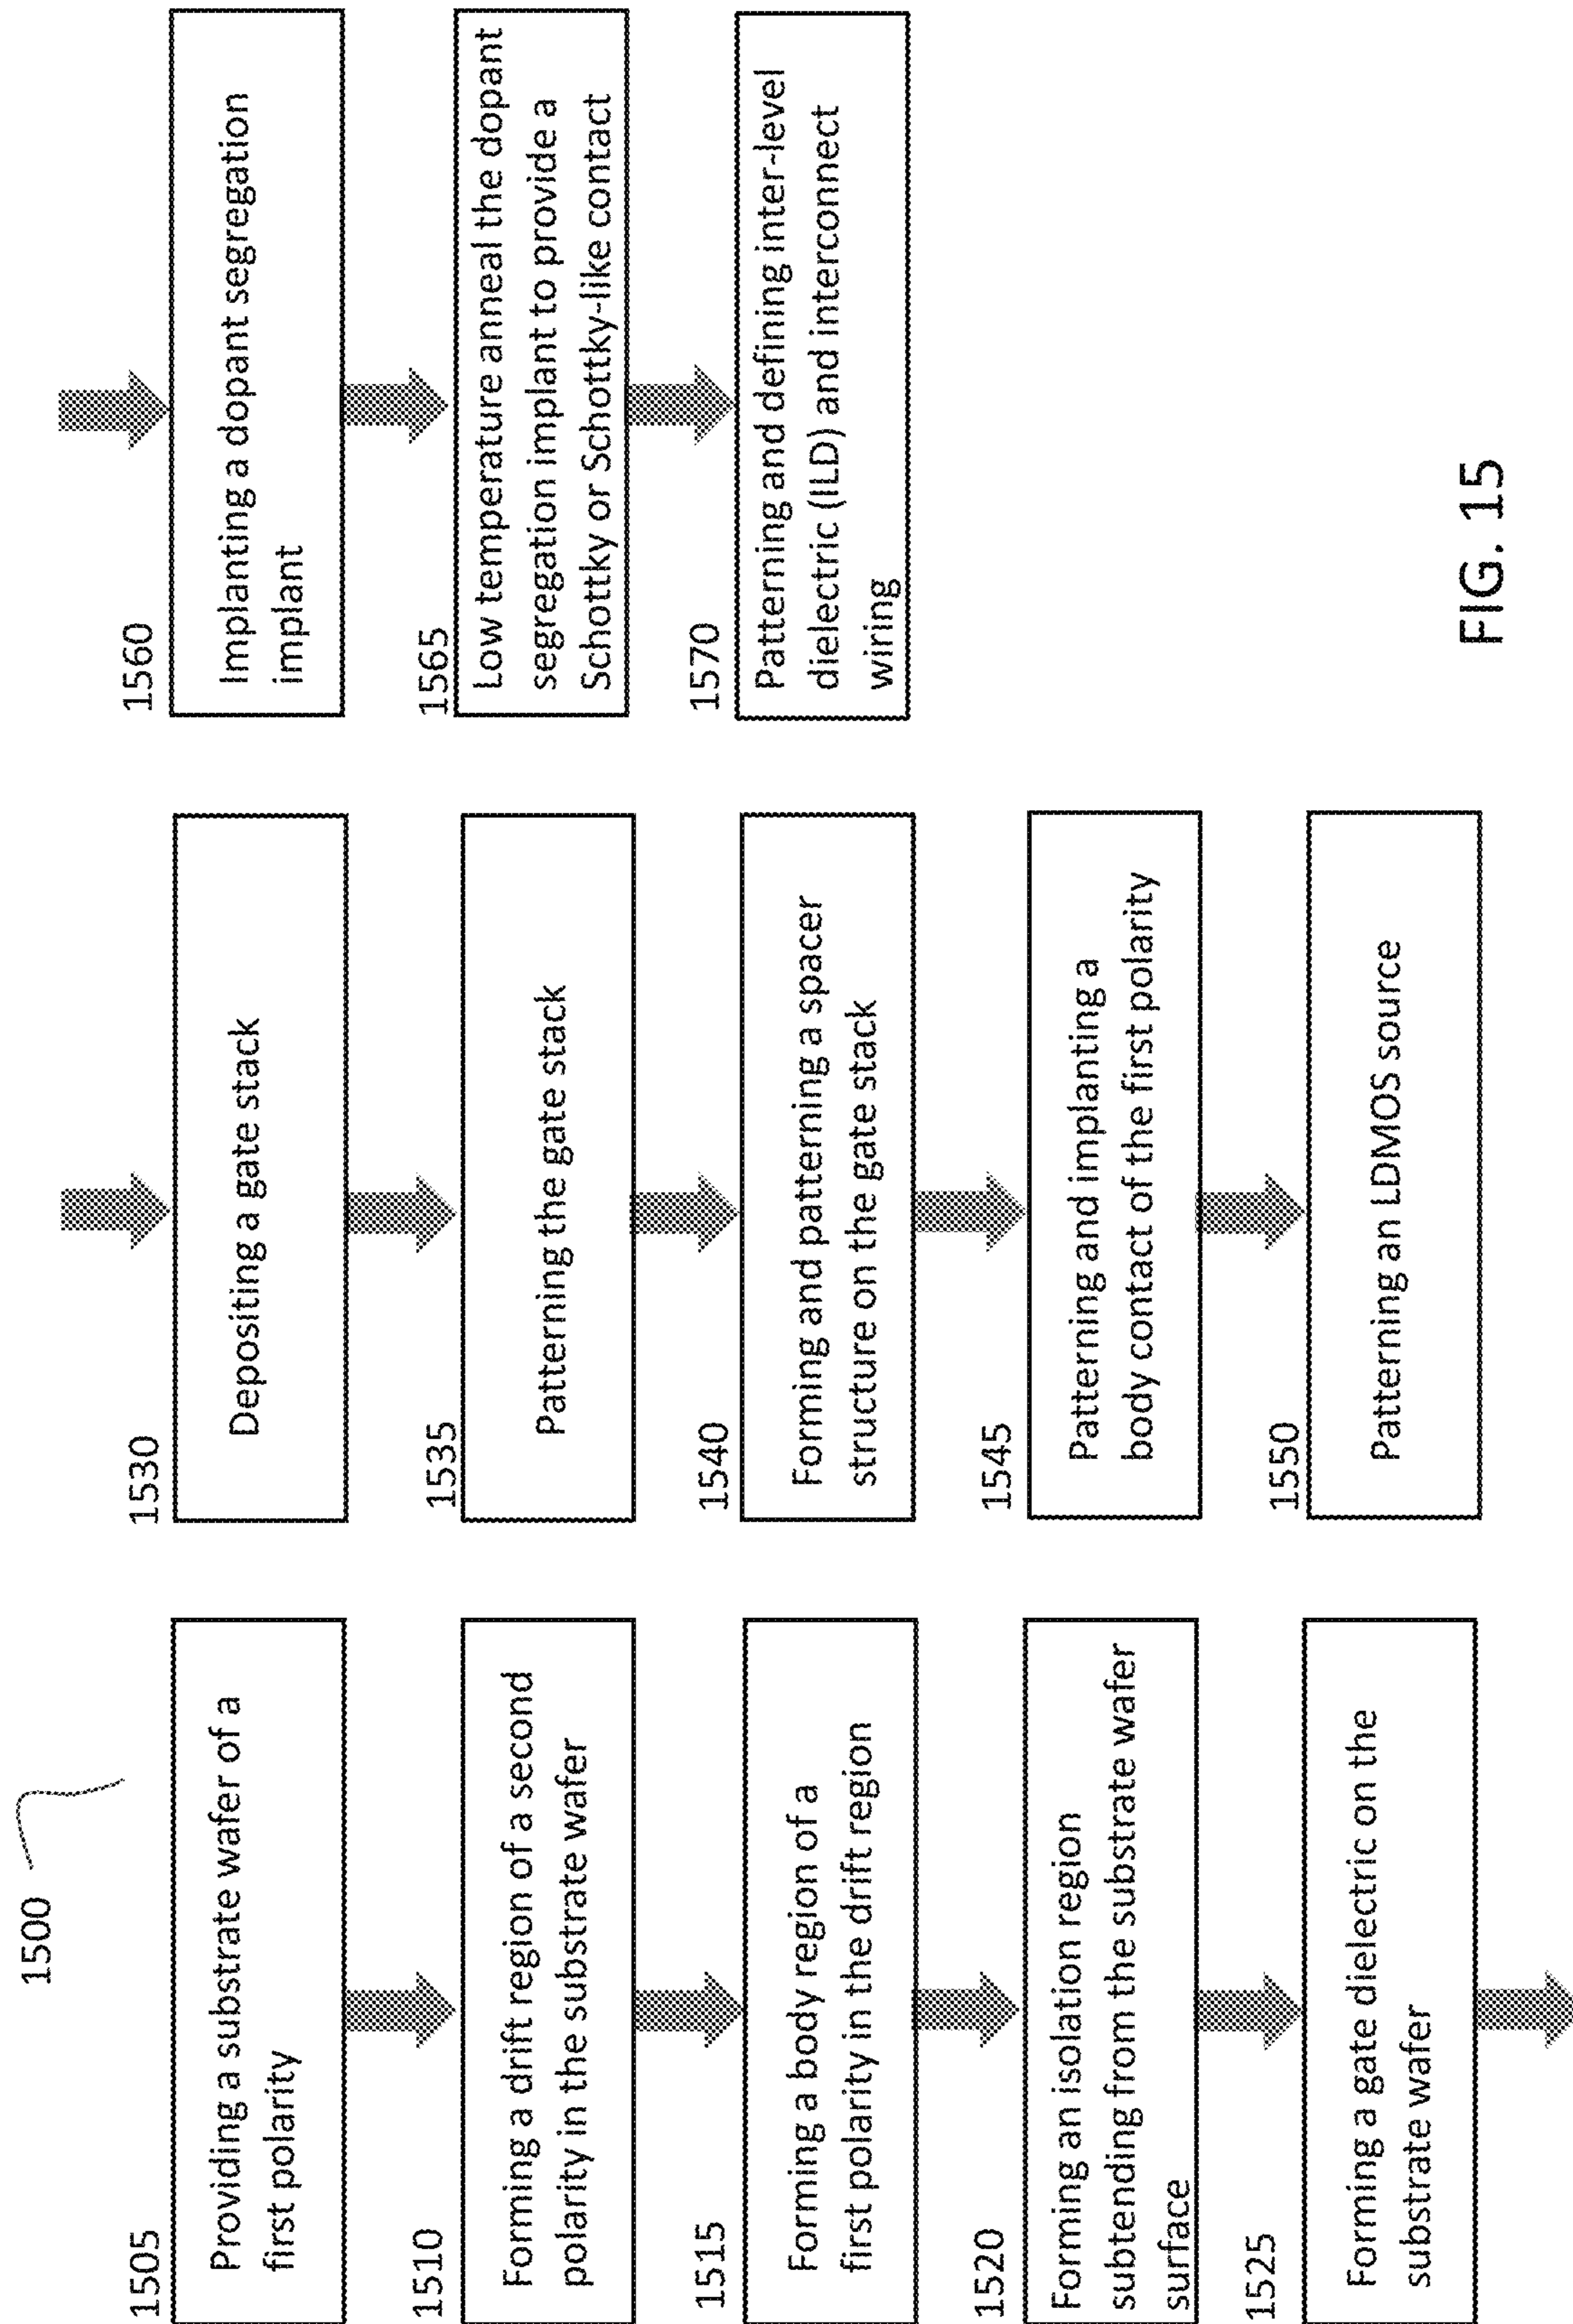 1500
1505
Providing a substrate wafer of a
first polarity
1510
Forming a drift region of a second
polarity in the substrate wafer
1515
Forming a body region of a
first polarity in the drift region
1520
Forming an isolation region
subtending from the substrate wafer
surface
1525
Forming a gate dielectric on the
substrate wafer
1530
Depositing a gate stack
1535
Patterning the gate stack
1540
Forming and patterning a spacer
structure on the gate stack
1545
Patterning and implanting a
body contact of the first polarity
1550
Patterning an LDMOS source
1560
Implanting a dopant segregation
implant
1565
Low temperature anneal the dopant
segregation implant to provide a
Schottky or Schottky-like contact
1570
Patterning and defining inter-level
dielectric (ILD) and interconnect
wiring
FIG. 15